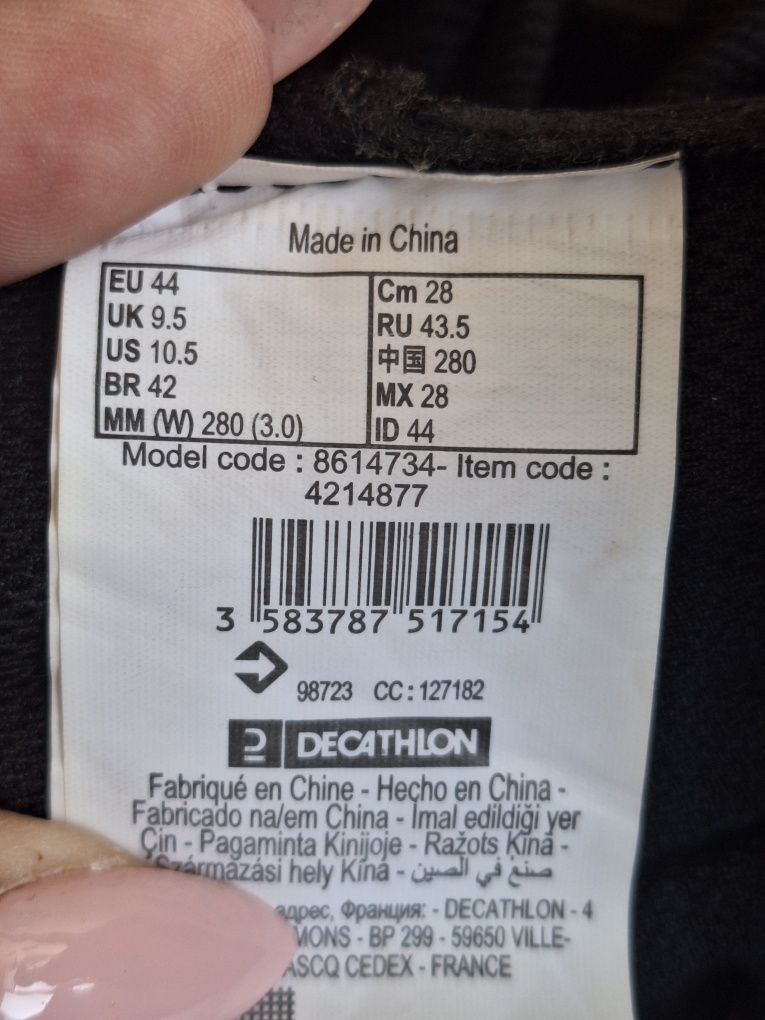 Made in China
EU 44
UK 9.5
US 10.5
BR 42
MM (W) 280 (3.0)
Cm 28
RU 43.5
中国 280
MX 28
ID 44
Model code : 8614734- Item code :
4214877
3 583787 517154
98723 CC : 127182
DECATHLON
Fabriqué en Chine - Hecho en China -
Fabricado na/em China - İmal edildiği yer
Çin - Pagaminta Kinijoje - Ražots Ķīnā -
Származási hely Kína - صنع في الصين
адрес, Франция: - DECATHLON - 4
MONS - BP 299 - 59650 VILLE-
ASCQ CEDEX - FRANCE